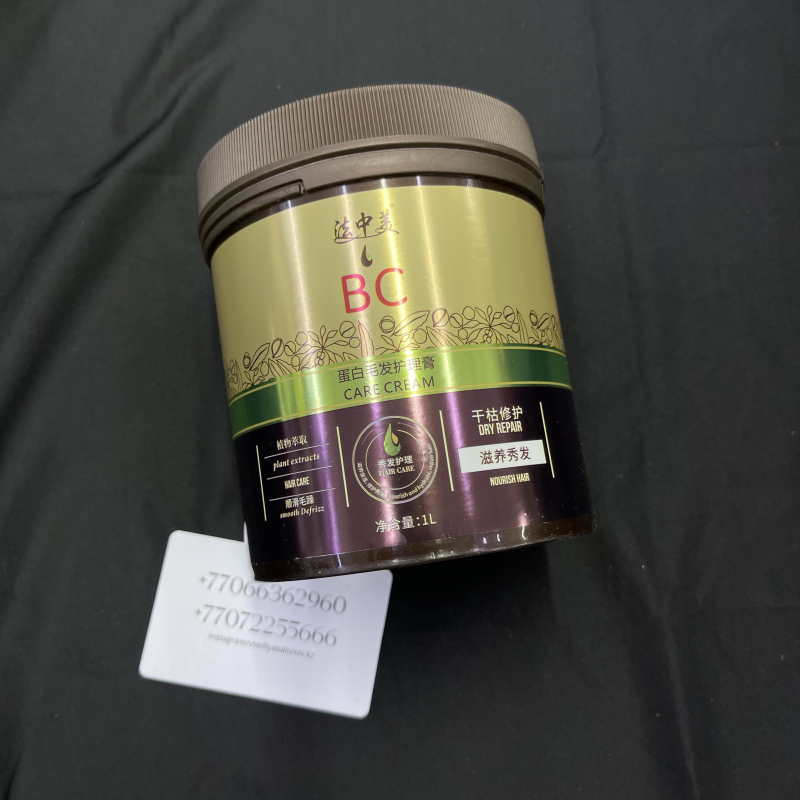 法中美
BC
蛋白毛发护理膏
CARE CREAM
植物萃取
plant extracts
HAIR CARE
顺滑毛躁
smooth Defrizz
秀发护理
HAIR CARE
干枯修护
DRY REPAIR
滋养秀发
NOURISH HAIR
净含量:1L
+77066362960
+77072255666